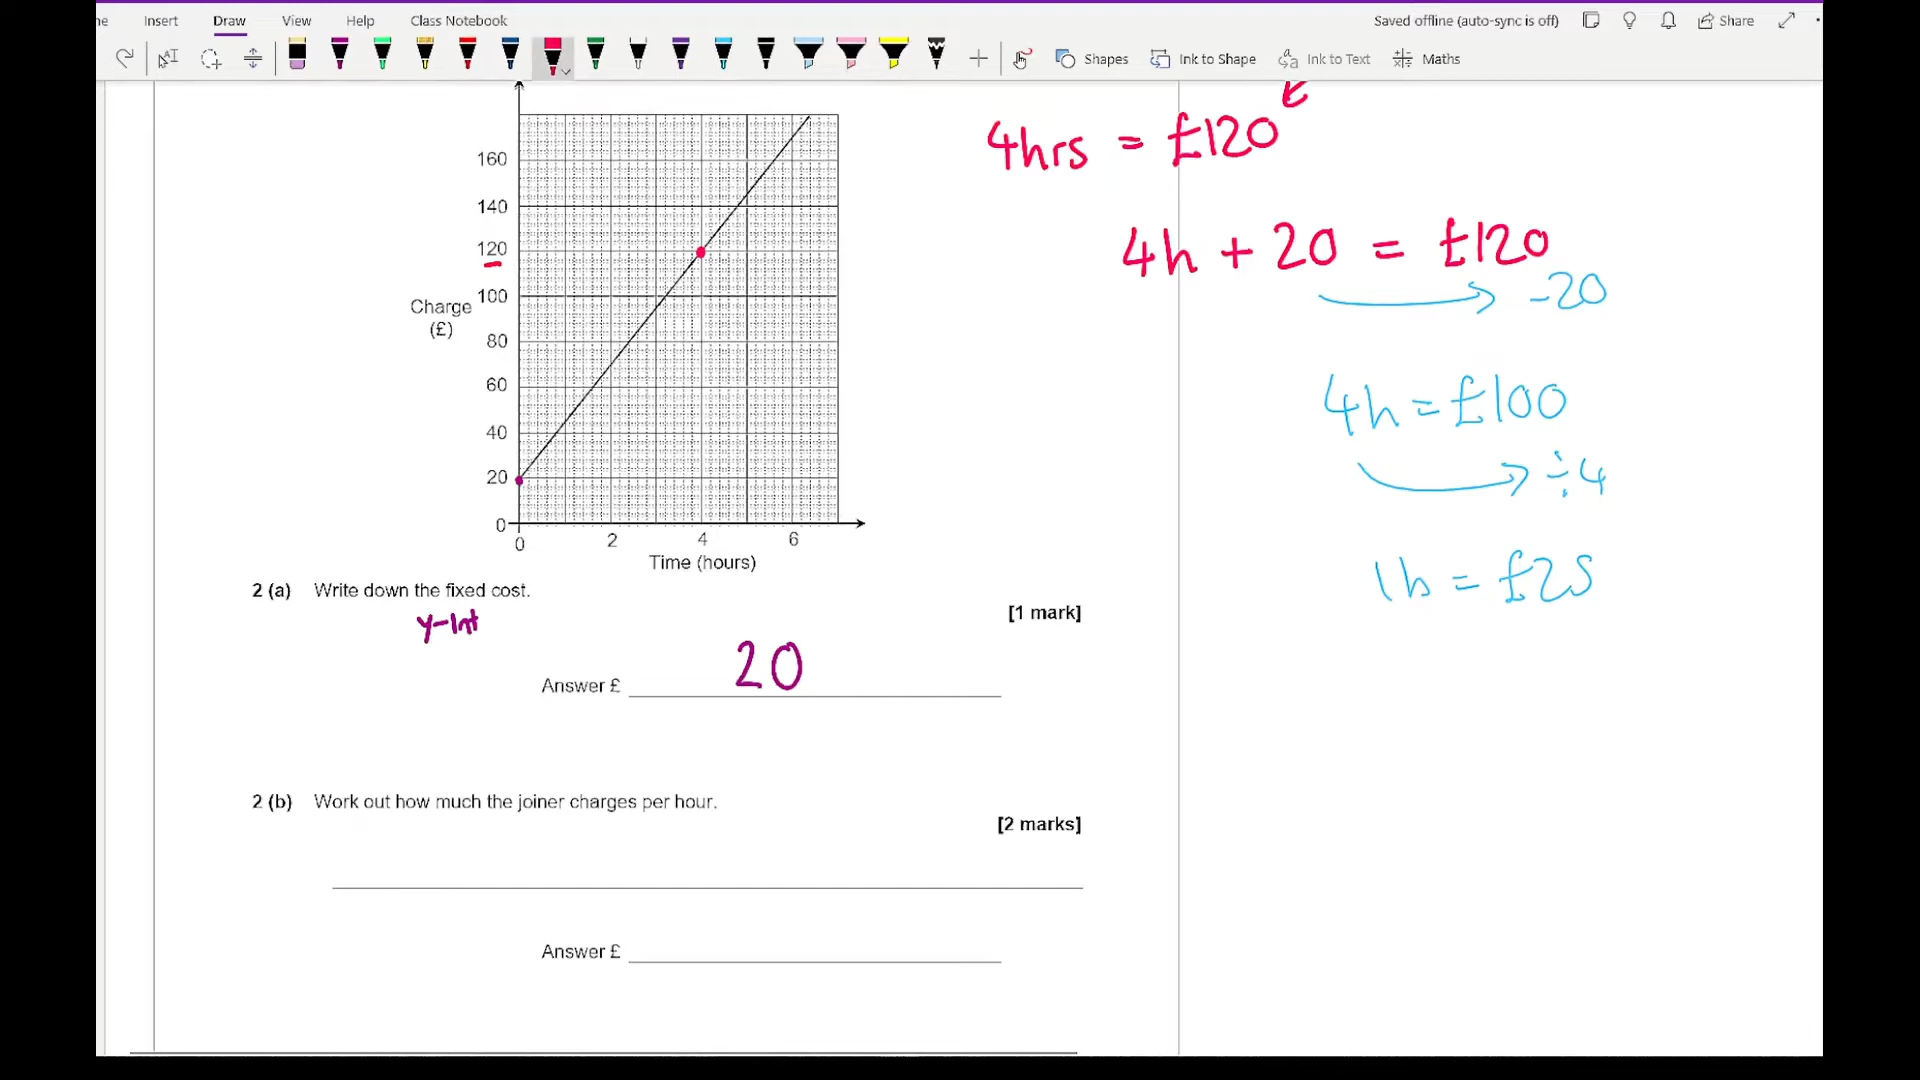 Insert Draw View Help Class Notebook Saved offline (auto-sync is off) Share
Shapes Ink to Shape Ink to Text Maths
160
140
120
100
80
60
40
20
0
Charge
(£)
0 2 4 6
Time (hours)
4hrs = £120
4h + 20 = £120
-20
4h = £100
÷4
1h = £25
2 (a) Write down the fixed cost.
y-int
[1 mark]
Answer £ 20
2 (b) Work out how much the joiner charges per hour.
[2 marks]
Answer £